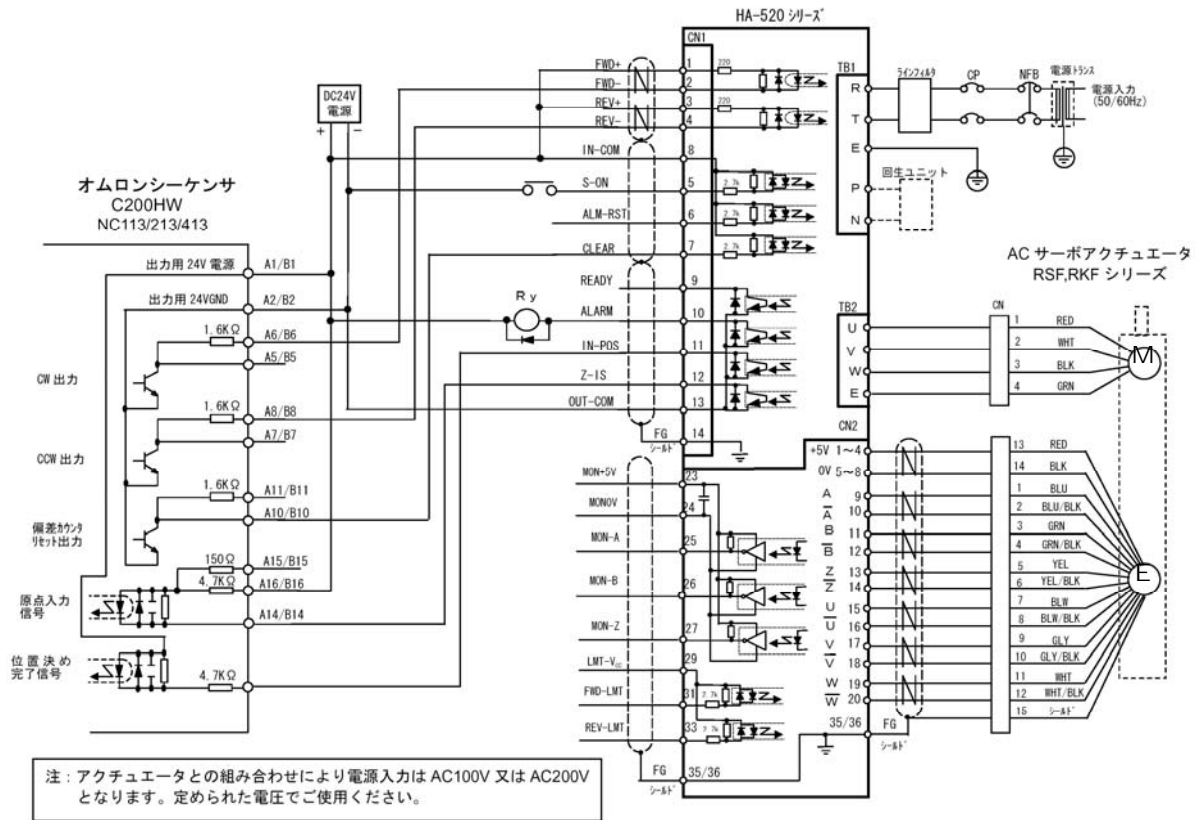 HA-520 ｼﾘｰｽﾞ
CN1
FWD+
1
220
FWD-
2
REV+
3
220
REV-
4
IN-COM
8
S-ON
5
2.7k
ALM-RST
6
2.7k
CLEAR
7
2.7k
READY
9
ALARM
10
IN-POS
11
Z-IS
12
OUT-COM
13
FG
14
ｼｰﾙﾄﾞ
DC24V
電源
+
−
Ry
オムロンシーケンサ
C200HW
NC113/213/413
出力用 24V 電源
A1/B1
出力用 24VGND
A2/B2
1.6KΩ
A6/B6
A5/B5
CW 出力
1.6KΩ
A8/B8
A7/B7
CCW 出力
1.6KΩ
A11/B11
A10/B10
偏差ｶｳﾝﾀ
ﾘｾｯﾄ出力
150Ω
A15/B15
4.7KΩ
A16/B16
原点入力
信号
A14/B14
位置決め
完了信号
4.7KΩ
MON+5V
23
MON0V
24
MON-A
25
MON-B
26
MON-Z
27
LMT-Vcc
29
FWD-LMT
31
2.7k
REV-LMT
33
2.7k
FG
35/36
ｼｰﾙﾄﾞ
TB1
R
T
E
P
N
ﾗｲﾝﾌｨﾙﾀ
CP
NFB
電源ﾄﾗﾝｽ
電源入力
(50/60Hz)
回生ユニット
AC サーボアクチュエータ
RSF,RKF シリーズ
TB2
U
V
W
E
CN
1
RED
2
WHT
3
BLK
4
GRN
M
CN2
+5V 1～4
0V 5～8
A 9
A̅ 10
B 11
B̅ 12
Z 13
Z̅ 14
U 15
U̅ 16
V 17
V̅ 18
W 19
W̅ 20
35/36
FG
ｼｰﾙﾄﾞ
13 RED
14 BLK
1 BLU
2 BLU/BLK
3 GRN
4 GRN/BLK
5 YEL
6 YEL/BLK
7 BLW
8 BLW/BLK
9 GLY
10 GLY/BLK
11 WHT
12 WHT/BLK
15 ｼｰﾙﾄﾞ
E
注：アクチュエータとの組み合わせにより電源入力は AC100V 又は AC200V
となります。定められた電圧でご使用ください。